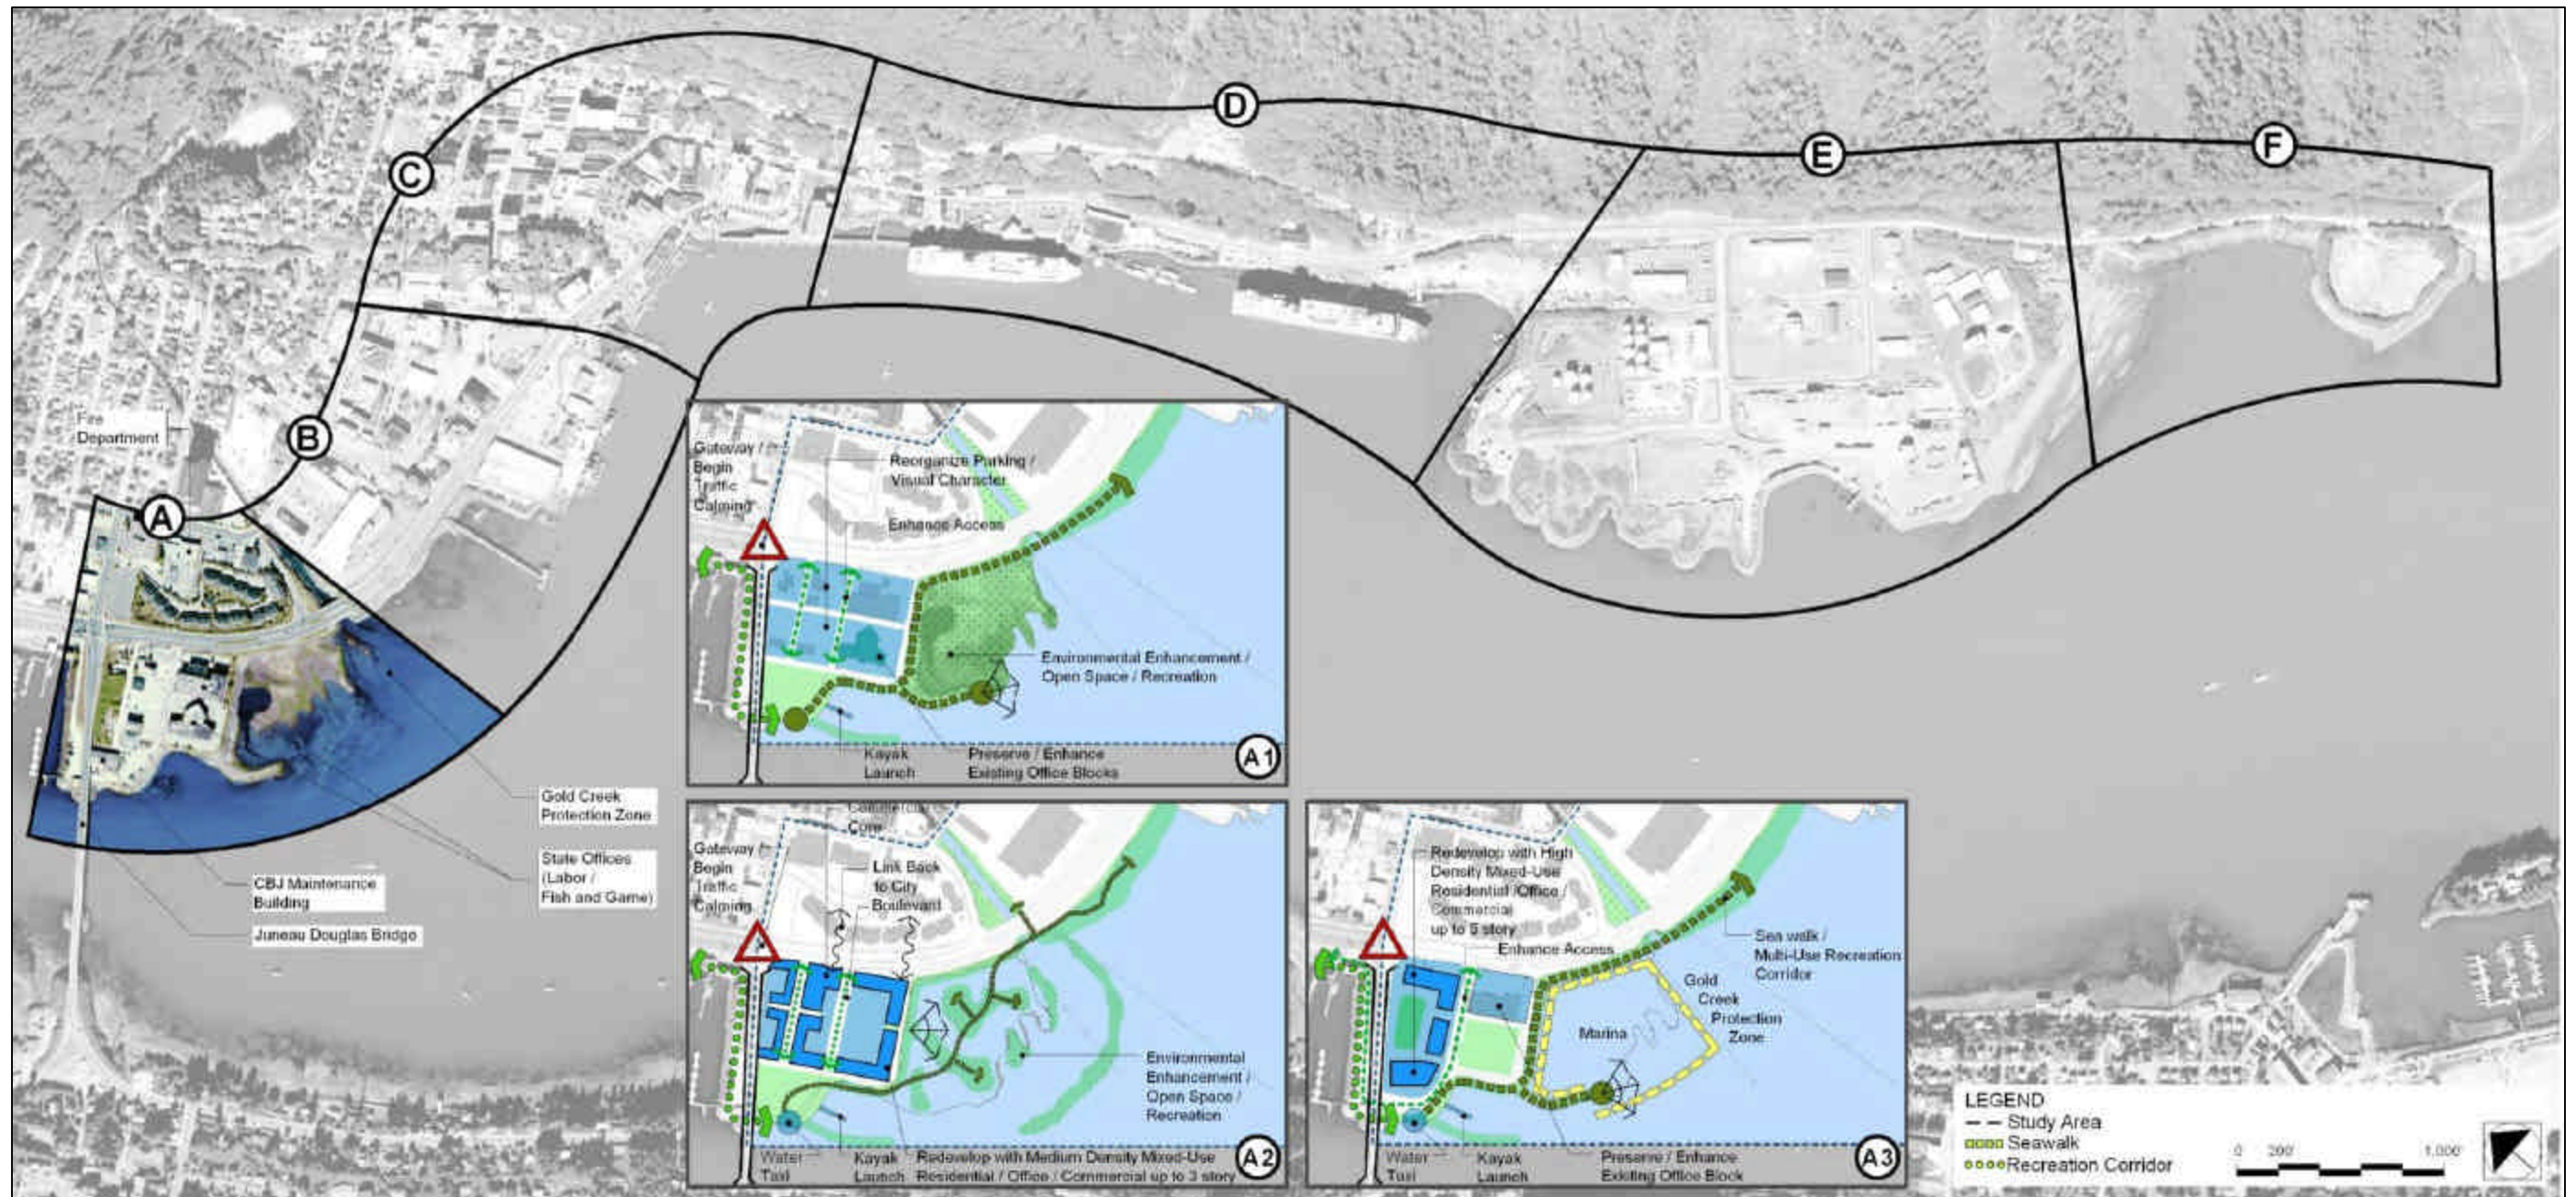 C
D
E
F
B
A
Fire
Department
Gold Creek
Protection Zone
State Offices
(Labor /
Fish and Game)
CBJ Maintenance
Building
Juneau Douglas Bridge
Gateway /
Begin
Traffic
Calming
Reorganize Parking /
Visual Character
Enhance Access
Environmental Enhancement /
Open Space / Recreation
Kayak
Launch
Preserve / Enhance
Existing Office Blocks
A1
Commercial
Core
Gateway /
Begin
Traffic
Calming
Link Back
to City
Boulevard
Environmental
Enhancement /
Open Space /
Recreation
Water
Taxi
Kayak
Launch
Redevelop with Medium Density Mixed-Use
Residential / Office / Commercial up to 3 story
A2
Redevelop with High
Density Mixed-Use
Residential /Office /
Commercial
up to 5 story
Enhance Access
Sea walk /
Multi-Use Recreation
Corridor
Gold
Creek
Protection
Zone
Marina
Water
Taxi
Kayak
Launch
Preserve / Enhance
Existing Office Block
A3
LEGEND
Study Area
Seawalk
Recreation Corridor
0 200' 1,000'